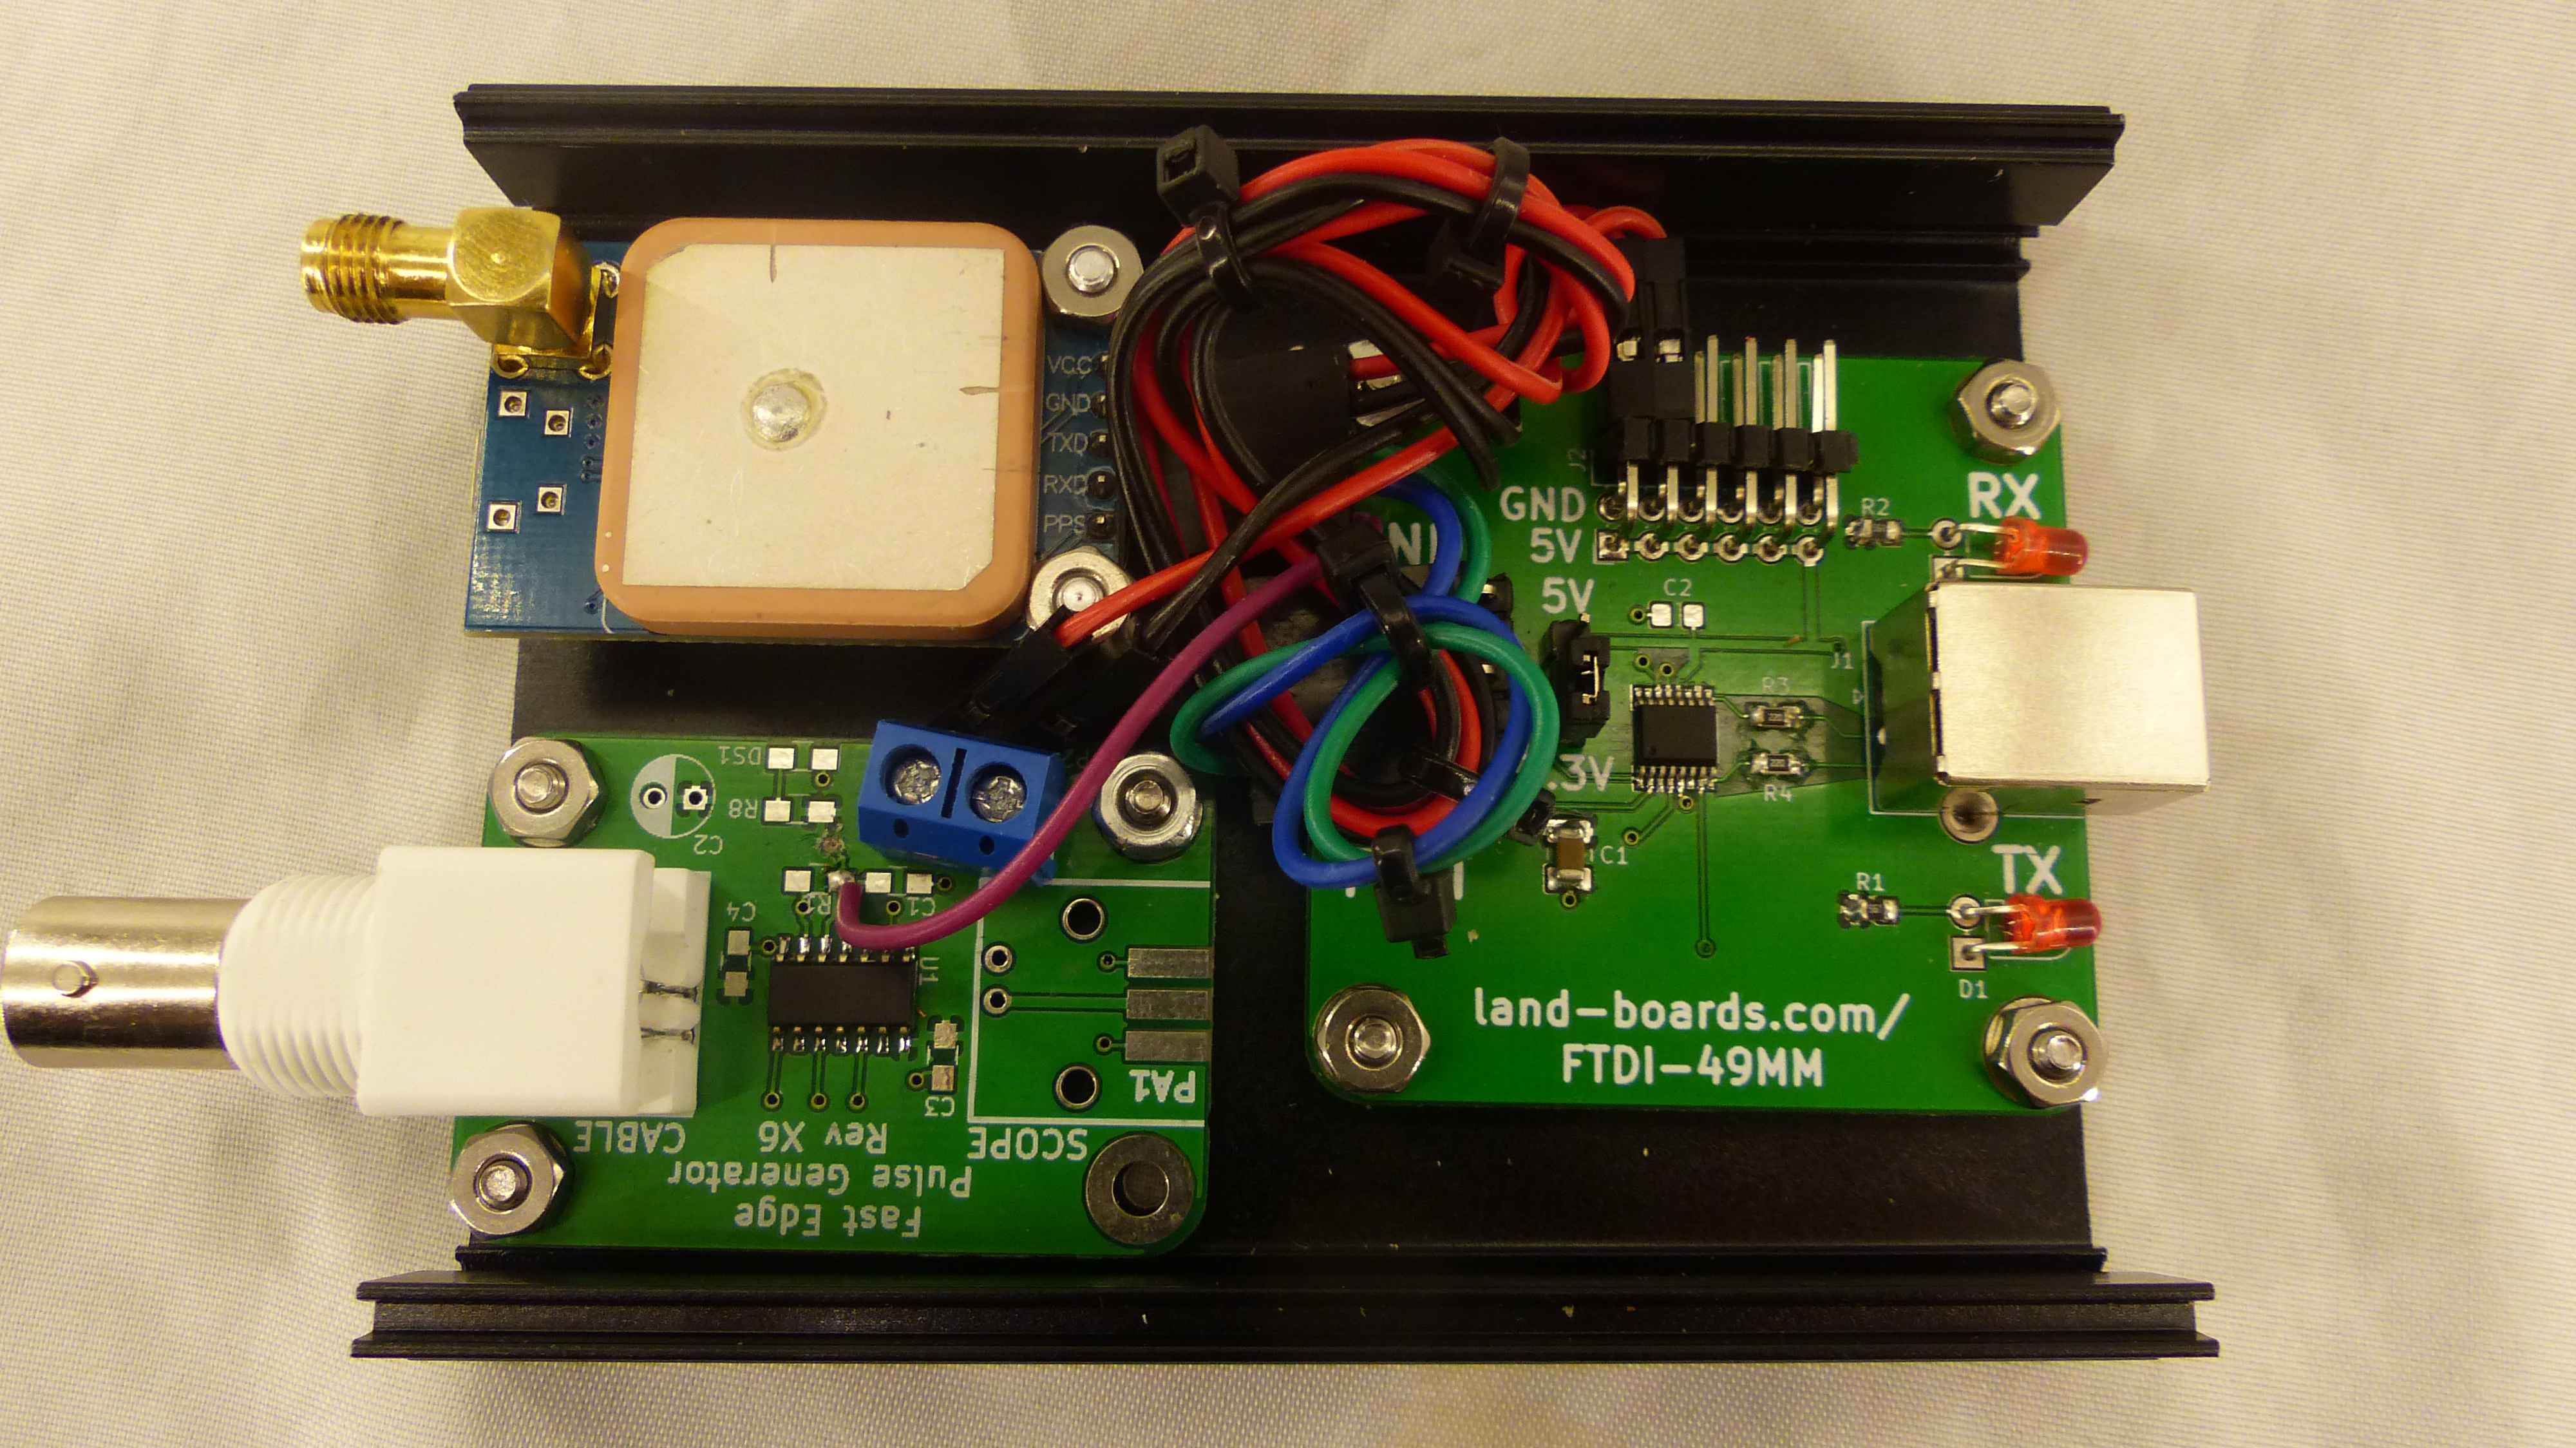 VCC
GND
TXD
RXD
PPS
J2
GND
5V
5V
R2
RX
C2
J1
R3
R4
.3V
C1
R1
TX
D1
land-boards.com/
FTDI-49MM
DS1
R8
C2
C4
C1
U1
C3
PA1
CABLE
Rev X6
SCOPE
Fast Edge
Pulse Generator